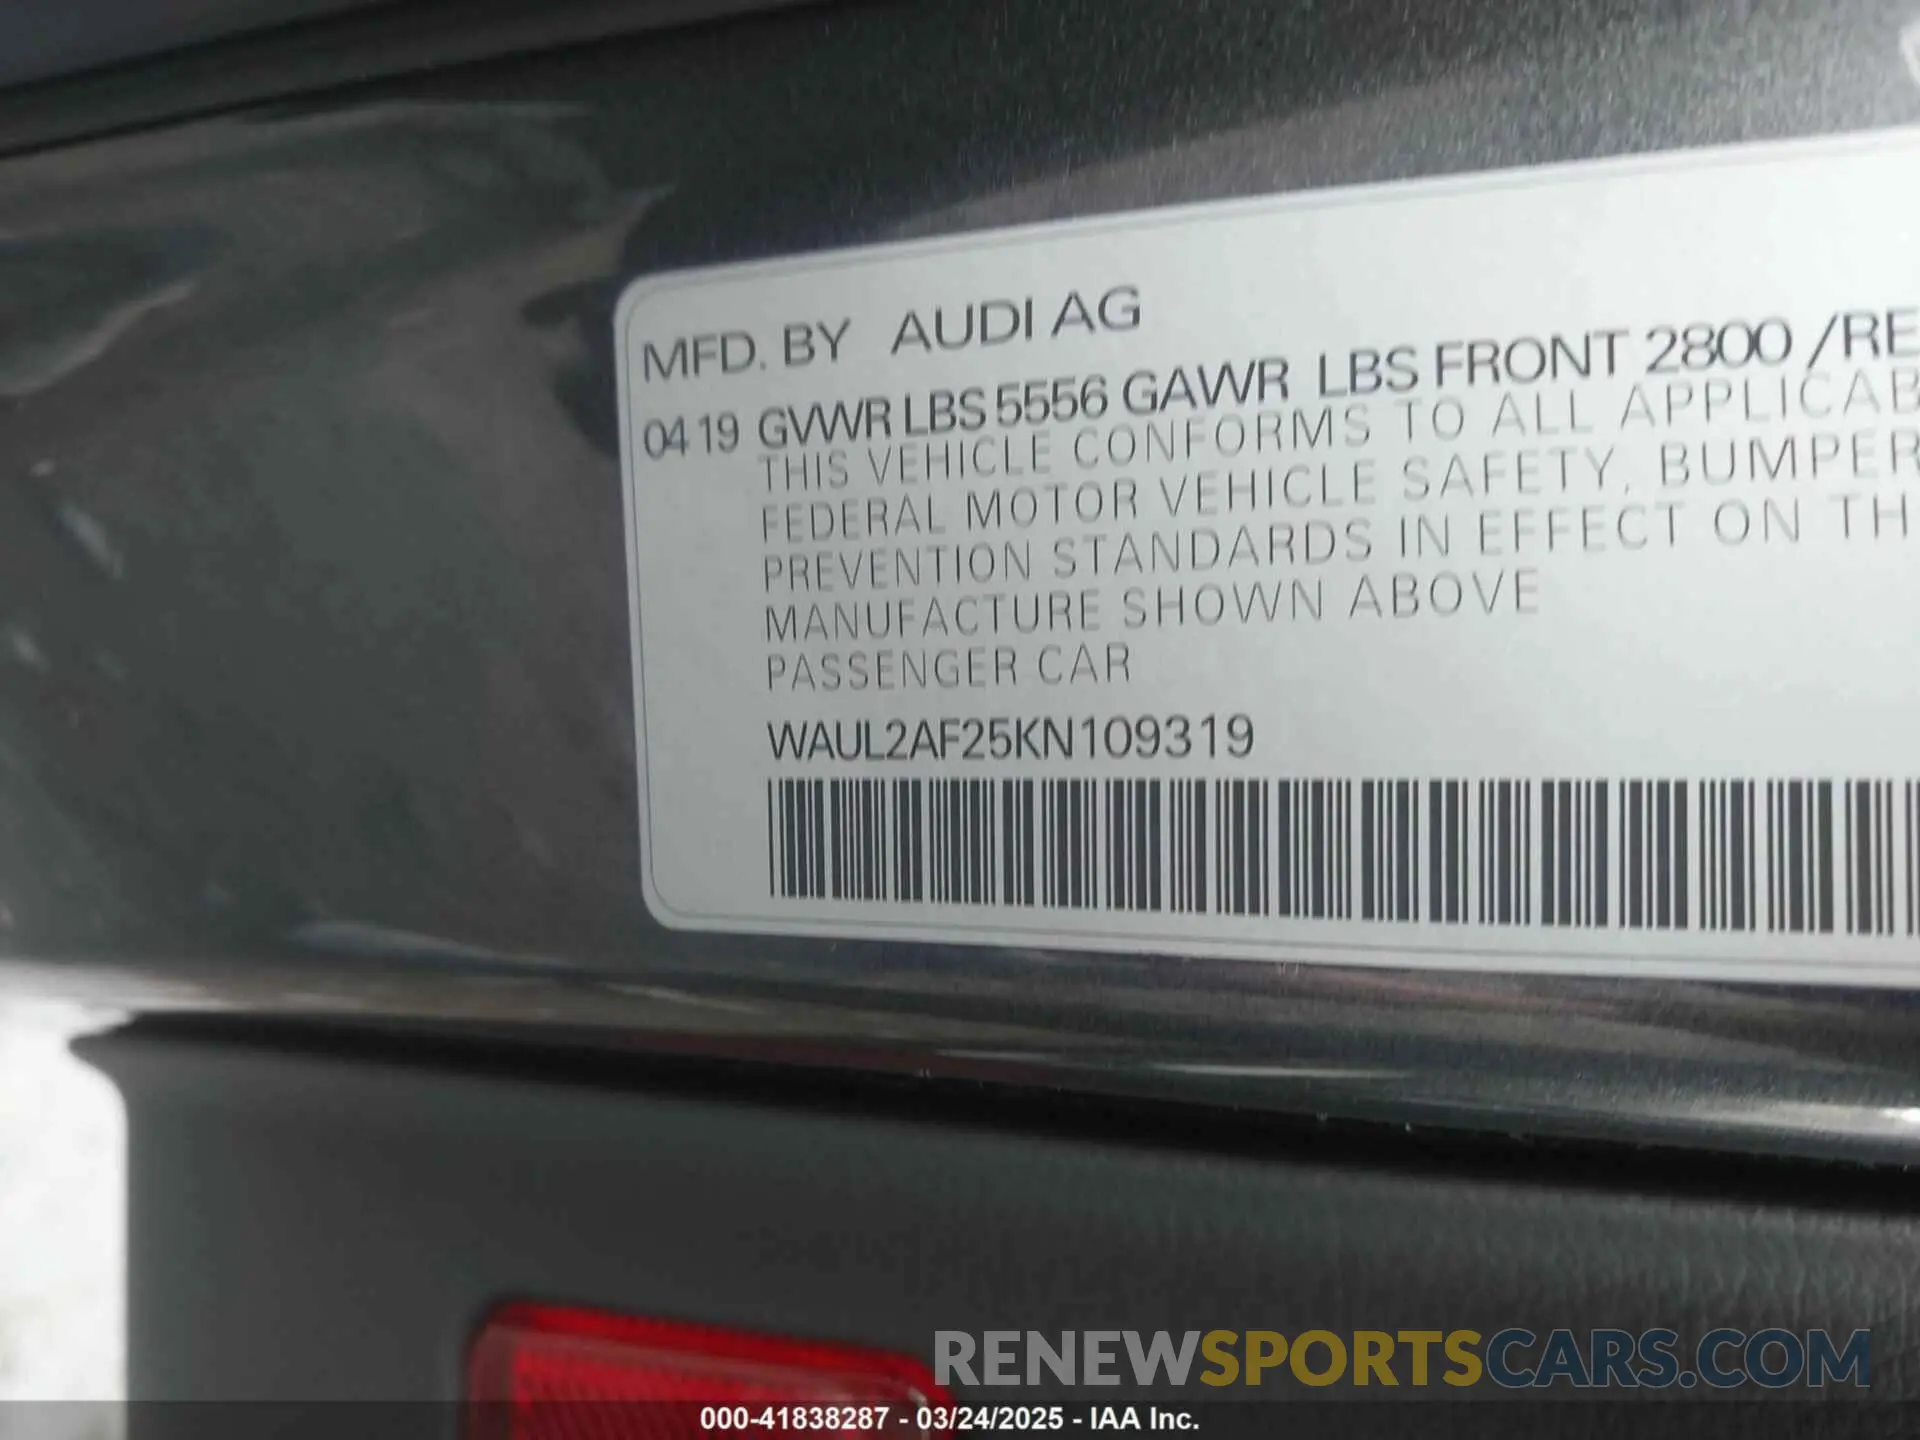 MFD. BY AUDI AG
0419 GVWR LBS 5556 GAWR LBS FRONT 2800 /RE
THIS VEHICLE CONFORMS TO ALL APPLICAB
FEDERAL MOTOR VEHICLE SAFETY, BUMPER
PREVENTION STANDARDS IN EFFECT ON TH
MANUFACTURE SHOWN ABOVE
PASSENGER CAR
WAUL2AF25KN109319
RENEWSPORTSCARS.COM
000-41838287 - 03/24/2025 - IAA Inc.